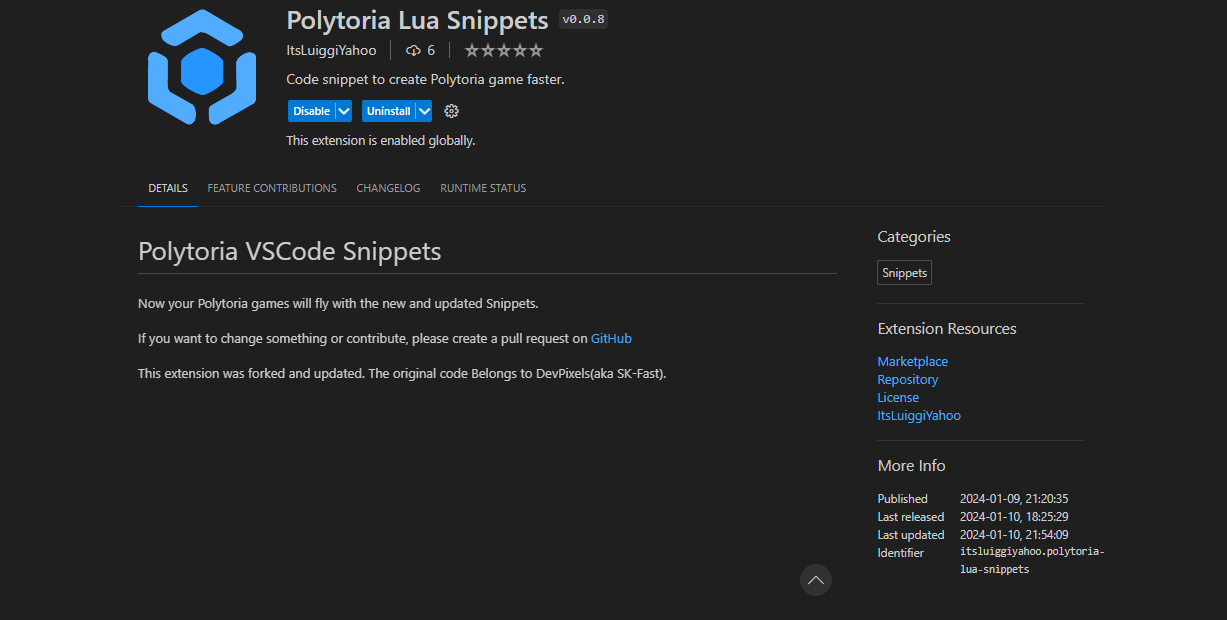 Polytoria Lua Snippets v0.0.8
ItsLuiggiYahoo 6
Code snippet to create Polytoria game faster.
Disable Uninstall
This extension is enabled globally.
DETAILS FEATURE CONTRIBUTIONS CHANGELOG RUNTIME STATUS
Polytoria VSCode Snippets
Now your Polytoria games will fly with the new and updated Snippets.
If you want to change something or contribute, please create a pull request on GitHub
This extension was forked and updated. The original code Belongs to DevPixels(aka SK-Fast).
Categories
Snippets
Extension Resources
Marketplace
Repository
License
ItsLuiggiYahoo
More Info
Published 2024-01-09, 21:20:35
Last released 2024-01-10, 18:25:29
Last updated 2024-01-10, 21:54:09
Identifier itsluiggiyahoo.polytoria-
lua-snippets